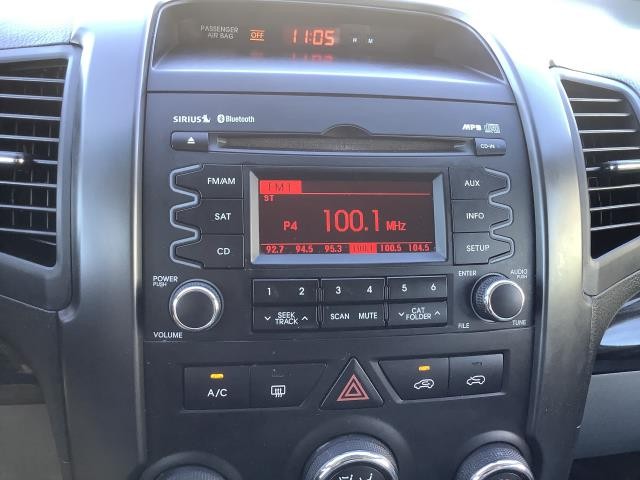 PASSENGER
AIR BAG OFF 11:05 H M
SIRIUS Bluetooth MP3
CD-IN
FM/AM FM1 AUX
ST
SAT P4 100.1 MHz INFO
CD 92.7 94.5 95.3 100.1 100.5 104.5 SETUP
POWER
PUSH
ENTER
AUDIO
PUSH
1 2 3 4 5 6
SEEK
TRACK
SCAN MUTE
CAT
FOLDER
VOLUME
FILE TUNE
A/C